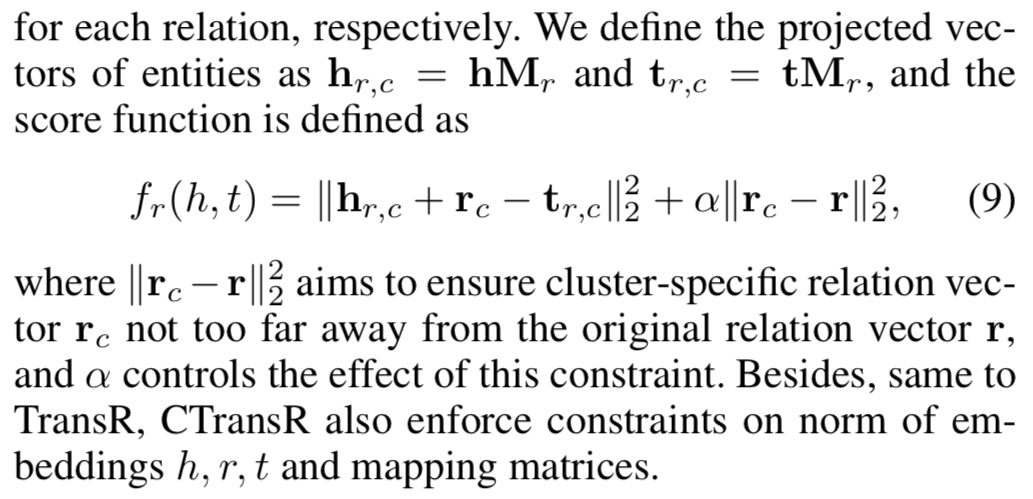 for each relation, respectively. We define the projected vec-
tors of entities as h_{r,c} = hM_r and t_{r,c} = tM_r, and the
score function is defined as
f_r(h, t) = ‖h_{r,c} + r_c − t_{r,c}‖_2^2 + α‖r_c − r‖_2^2, (9)
where ‖r_c − r‖_2^2 aims to ensure cluster-specific relation vec-
tor r_c not too far away from the original relation vector r,
and α controls the effect of this constraint. Besides, same to
TransR, CTransR also enforce constraints on norm of em-
beddings h, r, t and mapping matrices.